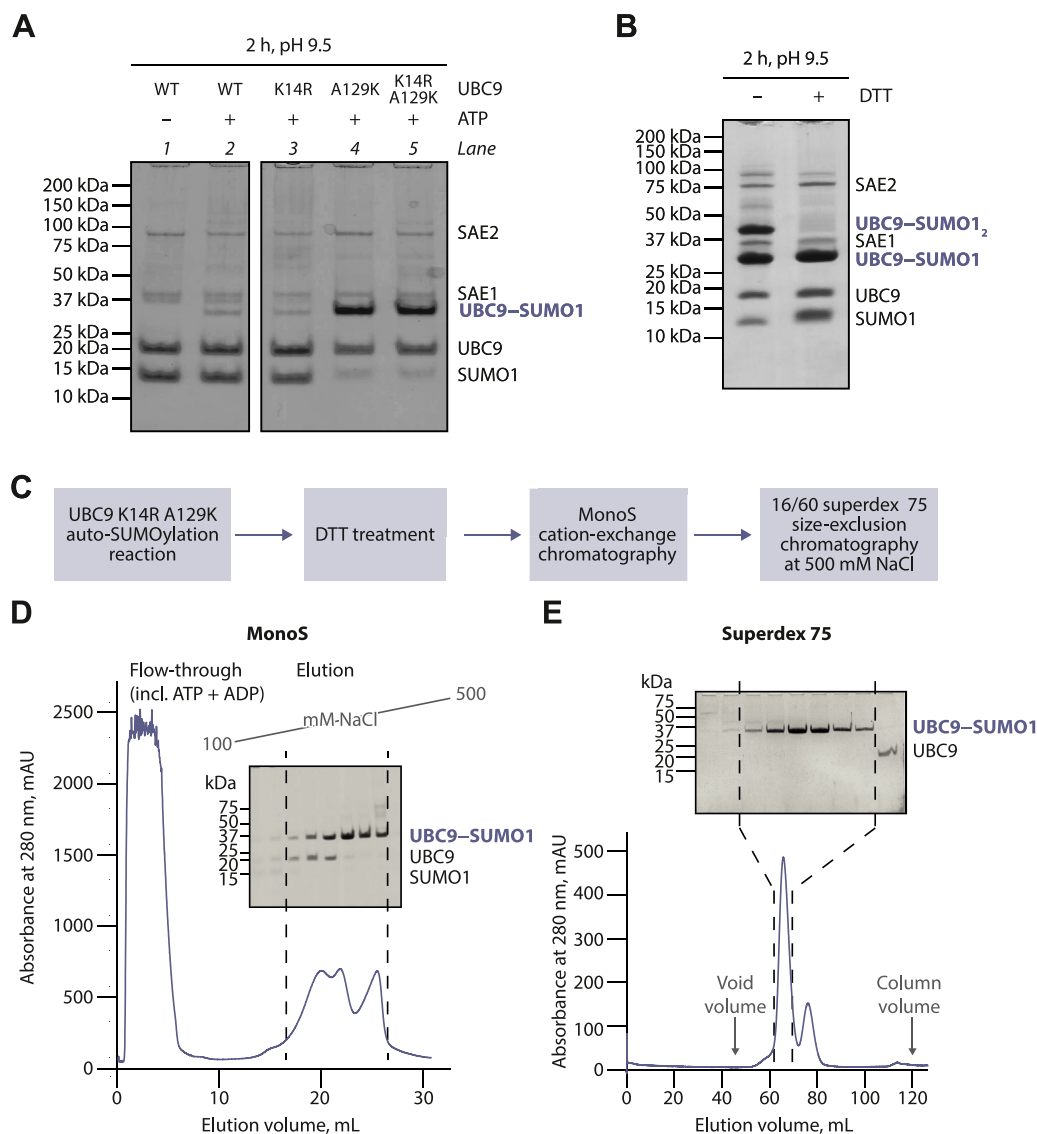 A
2 h, pH 9.5
WT WT K14R A129K K14R A129K UBC9
– + + + + ATP
1 2 3 4 5 Lane
200 kDa
150 kDa
100 kDa
75 kDa
50 kDa
37 kDa
25 kDa
20 kDa
15 kDa
10 kDa
SAE2
SAE1
UBC9–SUMO1
UBC9
SUMO1
B
2 h, pH 9.5
– + DTT
200 kDa
150 kDa
100 kDa
75 kDa
50 kDa
37 kDa
25 kDa
20 kDa
15 kDa
10 kDa
SAE2
UBC9–SUMO1₂
SAE1
UBC9–SUMO1
UBC9
SUMO1
C
UBC9 K14R A129K
auto-SUMOylation
reaction
DTT treatment
MonoS
cation-exchange
chromatography
16/60 superdex 75
size-exclusion
chromatography
at 500 mM NaCl
D
MonoS
Flow-through
(incl. ATP + ADP)
Elution
100 mM-NaCl 500
kDa
75
50
37
25
20
15
UBC9–SUMO1
UBC9
SUMO1
Absorbance at 280 nm, mAU
2500
2000
1500
1000
500
0
0 10 20 30
Elution volume, mL
E
Superdex 75
kDa
75
50
37
25
20
15
UBC9–SUMO1
UBC9
Absorbance at 280 nm, mAU
500
400
300
200
100
0
Void
volume
Column
volume
0 20 40 60 80 100 120
Elution volume, mL